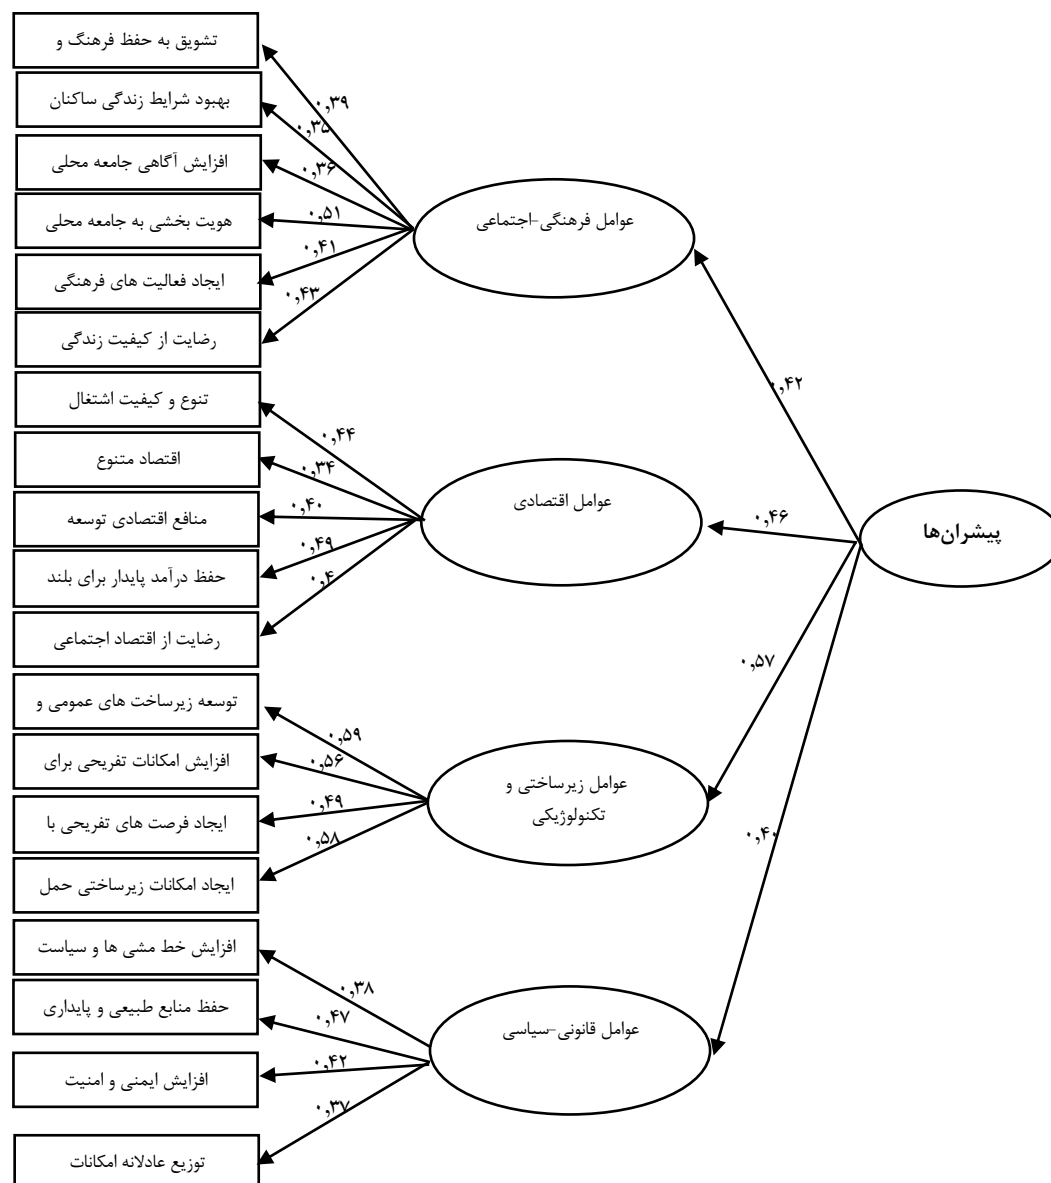 تشویق به حفظ فرهنگ و
۰,۳۹
بهبود شرایط زندگی ساکنان
۰,۳۵
افزایش آگاهی جامعه محلی
۰,۳۶
عوامل فرهنگی-اجتماعی
هویت بخشی به جامعه محلی
۰,۵۱
ایجاد فعالیت های فرهنگی
۰,۴۱
رضایت از کیفیت زندگی
۰,۴۳
۰,۴۲
تنوع و کیفیت اشتغال
۰,۴۴
اقتصاد متنوع
۰,۳۴
عوامل اقتصادی
منافع اقتصادی توسعه
۰,۴۰
۰,۴۶
پیشران‌ها
حفظ درآمد پایدار برای بلند
۰,۴۹
رضایت از اقتصاد اجتماعی
۰,۴
۰,۵۷
توسعه زیرساخت های عمومی و
۰,۵۹
افزایش امکانات تفریحی برای
۰,۵۶
عوامل زیرساختی و
تکنولوژیکی
ایجاد فرصت های تفریحی با
۰,۴۹
ایجاد امکانات زیرساختی حمل
۰,۵۸
۰,۴۰
افزایش خط مشی ها و سیاست
۰,۳۸
حفظ منابع طبیعی و پایداری
۰,۴۷
عوامل قانونی-سیاسی
افزایش ایمنی و امنیت
۰,۴۲
توزیع عادلانه امکانات
۰,۳۷